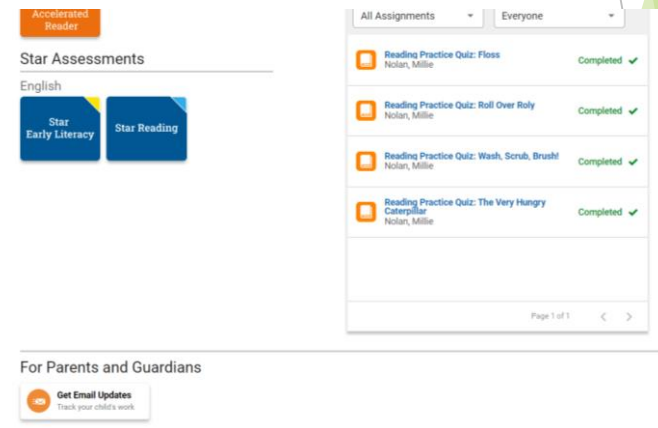 Accelerated
Reader
Star Assessments
English
Star
Early Literacy
Star Reading
All Assignments
Everyone
Reading Practice Quiz: Floss
Nolan, Millie
Completed
Reading Practice Quiz: Roll Over Roly
Nolan, Millie
Completed
Reading Practice Quiz: Wash, Scrub, Brush!
Nolan, Millie
Completed
Reading Practice Quiz: The Very Hungry
Caterpillar
Nolan, Millie
Completed
Page 1 of 1
For Parents and Guardians
Get Email Updates
Track your child's work